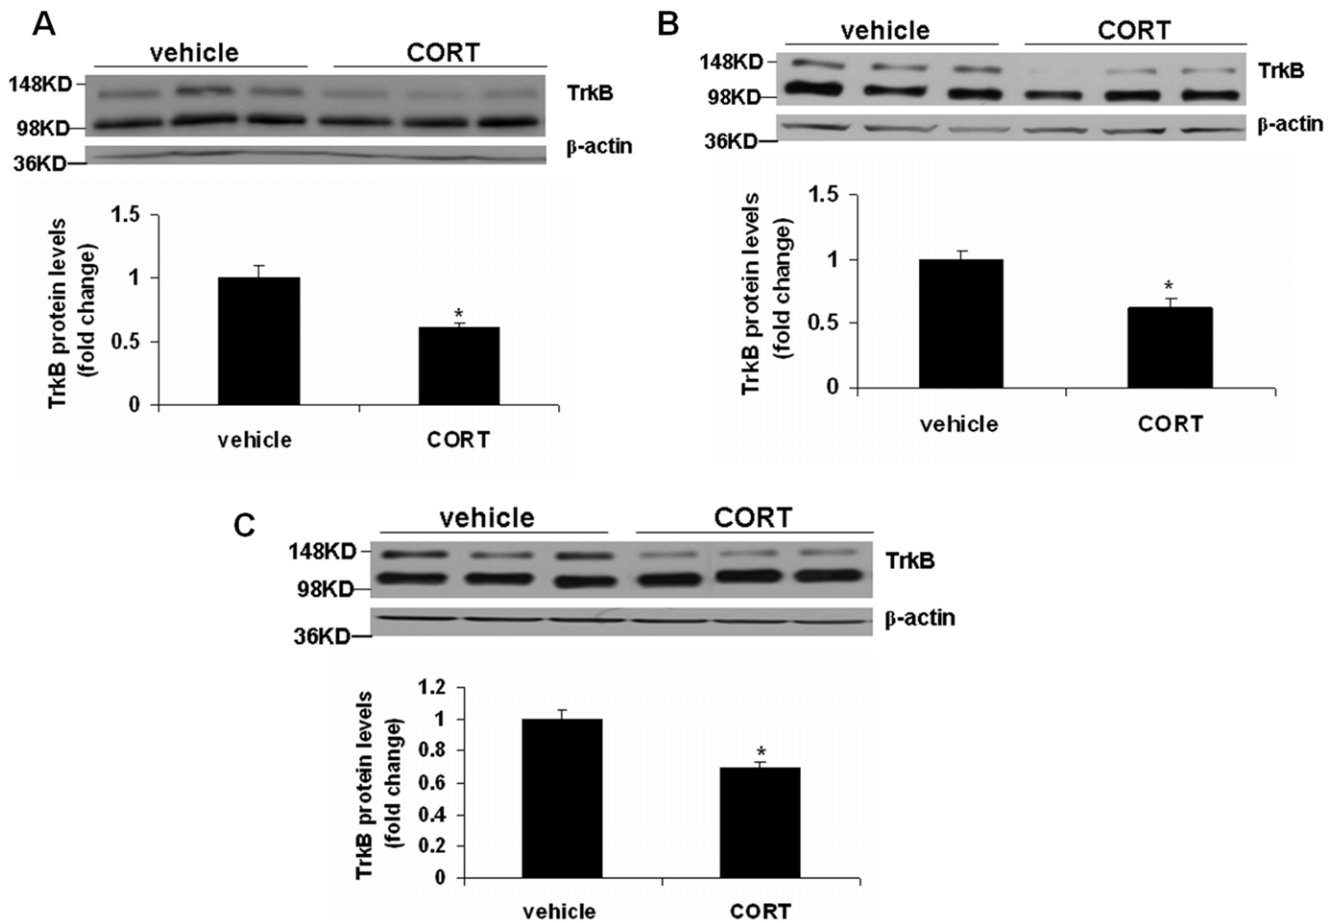 A
vehicle CORT
148KD
TrkB
98KD
β-actin
36KD
TrkB protein levels
(fold change)
1.5
1
0.5
0
*
vehicle CORT
B
vehicle CORT
148KD
TrkB
98KD
β-actin
36KD
TrkB protein levels
(fold change)
1.5
1
0.5
0
*
vehicle CORT
C
vehicle CORT
148KD
TrkB
98KD
β-actin
36KD
TrkB protein levels
(fold change)
1.2
1
0.8
0.6
0.4
0.2
0
*
vehicle CORT